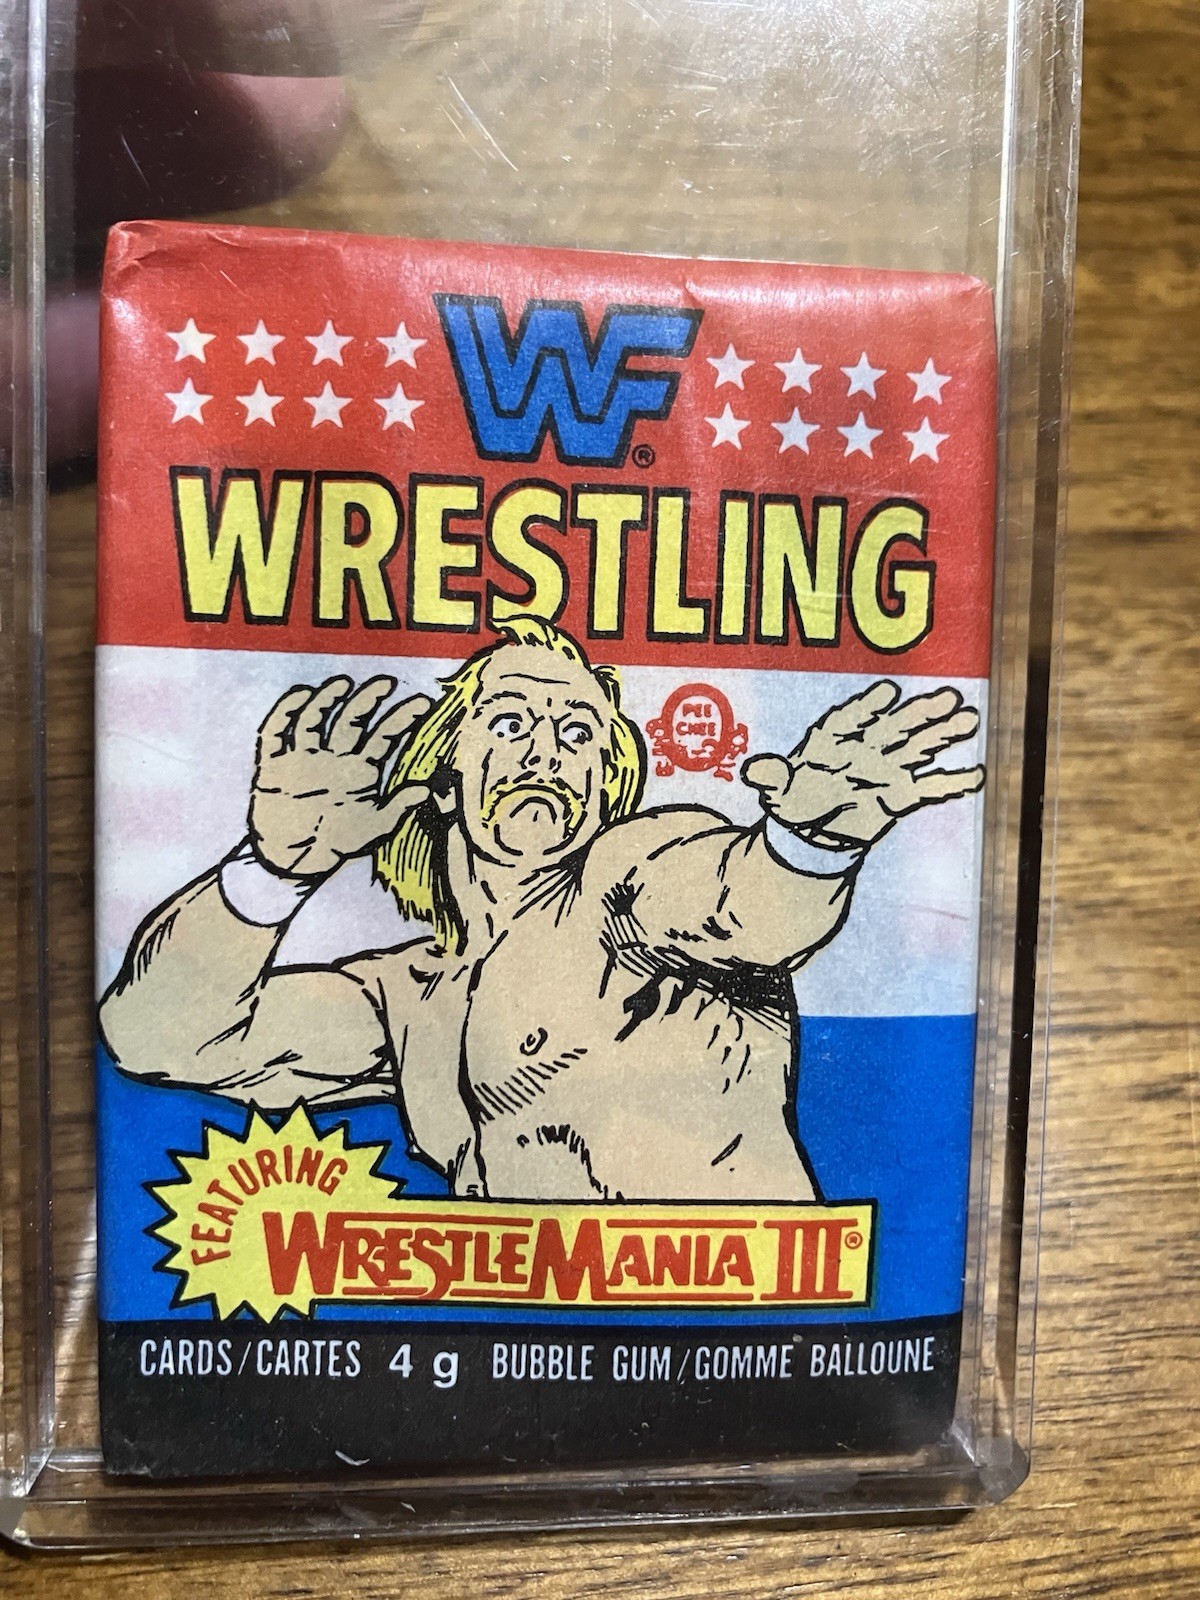 WF®
WRESTLING
PEE
CHEE
FEATURING
WRESTLEMANIA III®
CARDS/CARTES 4 g BUBBLE GUM/GOMME BALLOUNE